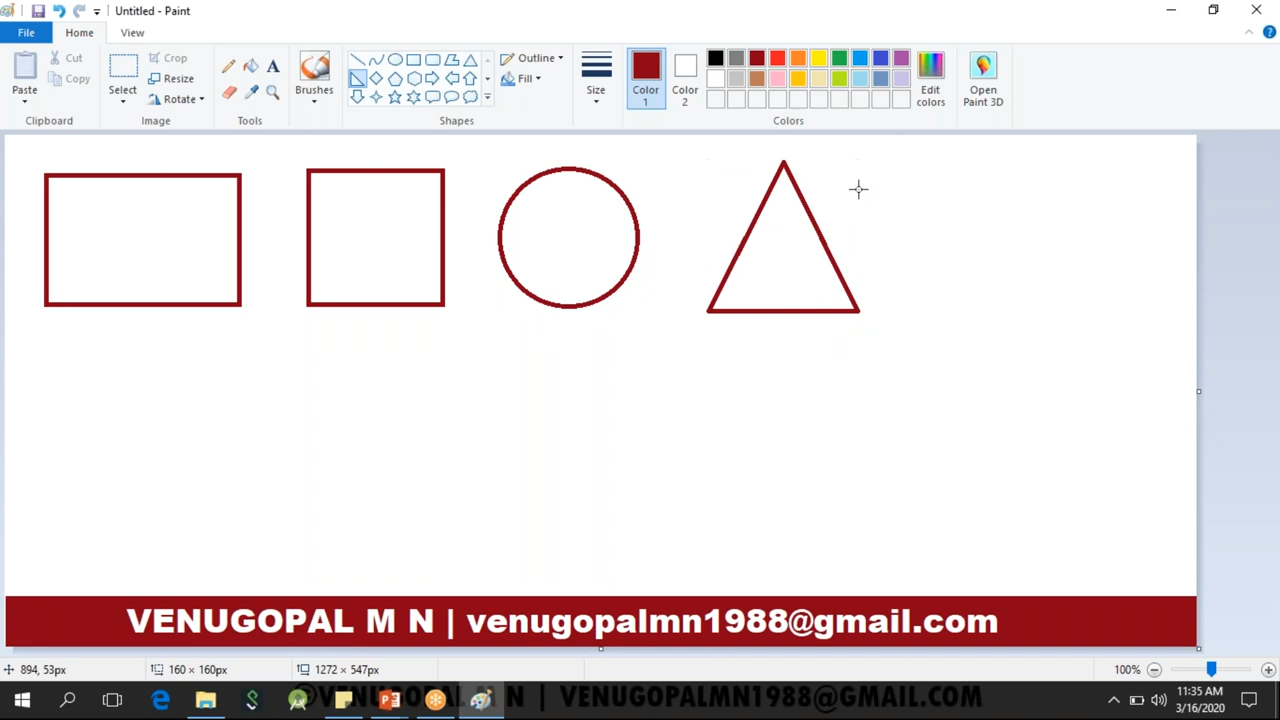 Untitled - Paint
File Home View
Paste
Cut
Copy
Clipboard
Select
Crop
Resize
Rotate
Image
Tools
Brushes
Shapes
Outline
Fill
Size
Color 1
Color 2
Edit colors
Colors
Open Paint 3D
VENUGOPAL M N | venugopalmn1988@gmail.com
894, 53px
160 × 160px
1272 × 547px
100%
©VENUGOPAL M N | VENUGOPALMN1988@GMAIL.COM
11:35 AM
3/16/2020